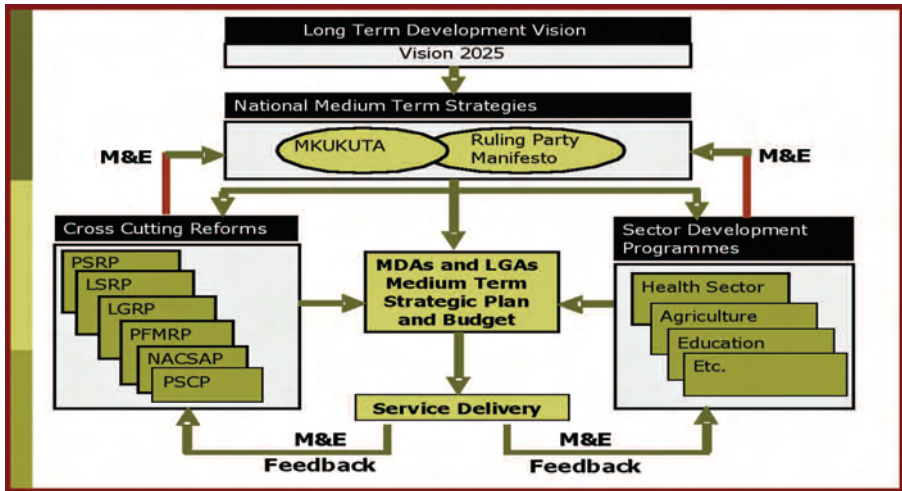 Long Term Development Vision
Vision 2025
National Medium Term Strategies
MKUKUTA
Ruling Party
Manifesto
M&E
M&E
Cross Cutting Reforms
PSRP
LSRP
LGRP
PFMRP
NACSAP
PSCP
MDAs and LGAs
Medium Term
Strategic Plan
and Budget
Sector Development
Programmes
Health Sector
Agriculture
Education
Etc.
Service Delivery
M&E
Feedback
M&E
Feedback